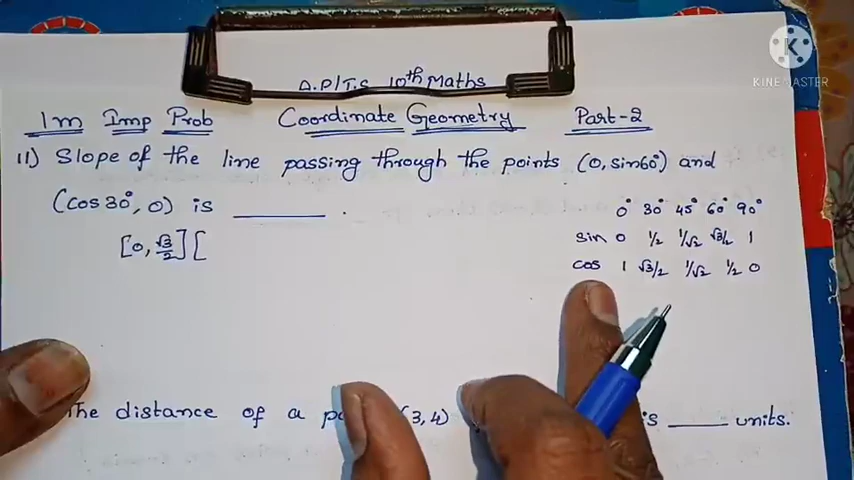 A.P/T.S 10th Maths
KINEMASTER
1m Imp Prob Coordinate Geometry Part-2
11) Slope of the line passing through the points (0, sin60°) and
(cos30°, 0) is ________.
0° 30° 45° 60° 90°
sin 0 1/2 1/√2 √3/2 1
[0, √3/2] [
cos 1 √3/2 1/√2 1/2 0
The distance of a (3,4) is ______ units.